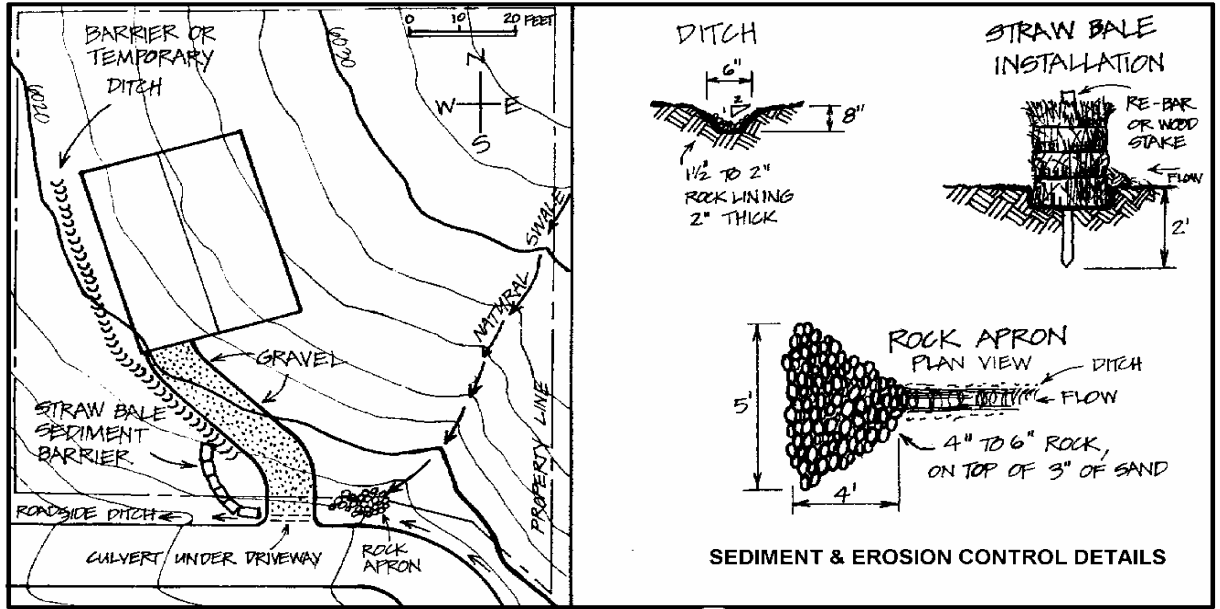 BARRIER OR
TEMPORARY
DITCH
0 10 20 FEET
6030
6020
N
W E
S
NATURAL SWALE
GRAVEL
STRAW BALE
SEDIMENT
BARRIER
PROPERTY LINE
ROADSIDE DITCH
CULVERT UNDER DRIVEWAY
ROCK
APRON
DITCH
6"
1 2
8"
1½" TO 2"
ROCK LINING
2" THICK
STRAW BALE
INSTALLATION
RE-BAR
OR WOOD
STAKE
FLOW
2'
ROCK APRON
PLAN VIEW
DITCH
FLOW
5'
4'
4" TO 6" ROCK,
ON TOP OF 3" OF SAND
SEDIMENT & EROSION CONTROL DETAILS